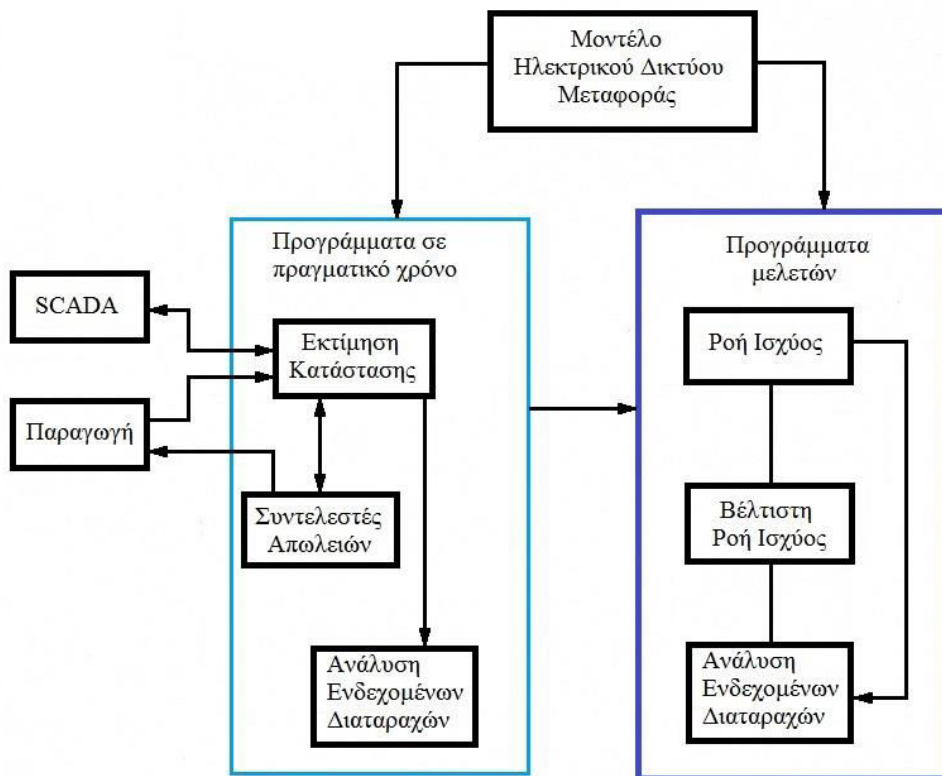 Μοντέλο
Ηλεκτρικού Δικτύου
Μεταφοράς
Προγράμματα σε
πραγματικό χρόνο
SCADA
Παραγωγή
Εκτίμηση
Κατάστασης
Συντελεστές
Απωλειών
Ανάλυση
Ενδεχομένων
Διαταραχών
Προγράμματα
μελετών
Ροή Ισχύος
Βέλτιστη
Ροή Ισχύος
Ανάλυση
Ενδεχομένων
Διαταραχών